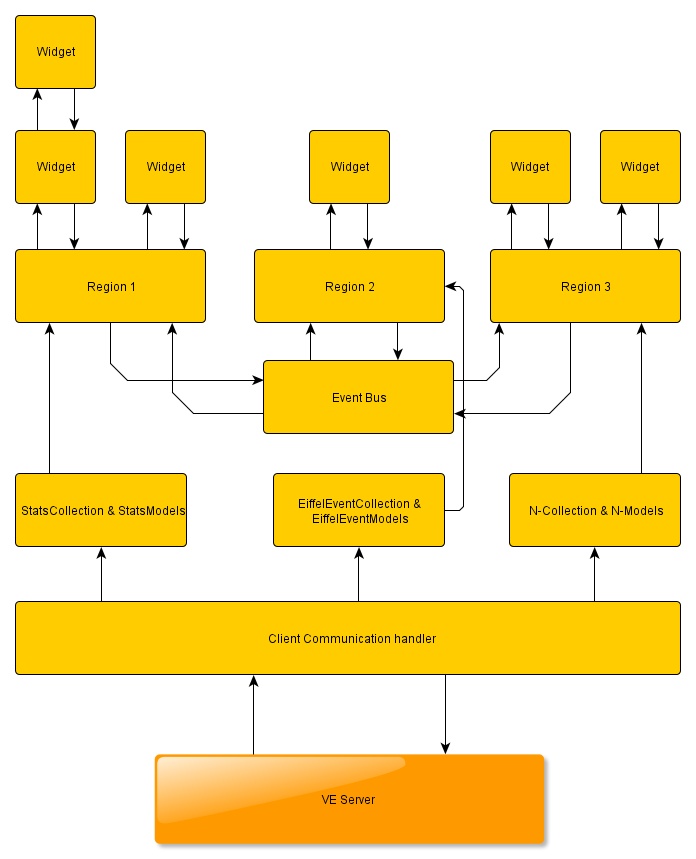 Widget
Widget
Widget
Widget
Widget
Widget
Region 1
Region 2
Region 3
Event Bus
StatsCollection & StatsModels
EiffelEventCollection &
EiffelEventModels
N-Collection & N-Models
Client Communication handler
VE Server